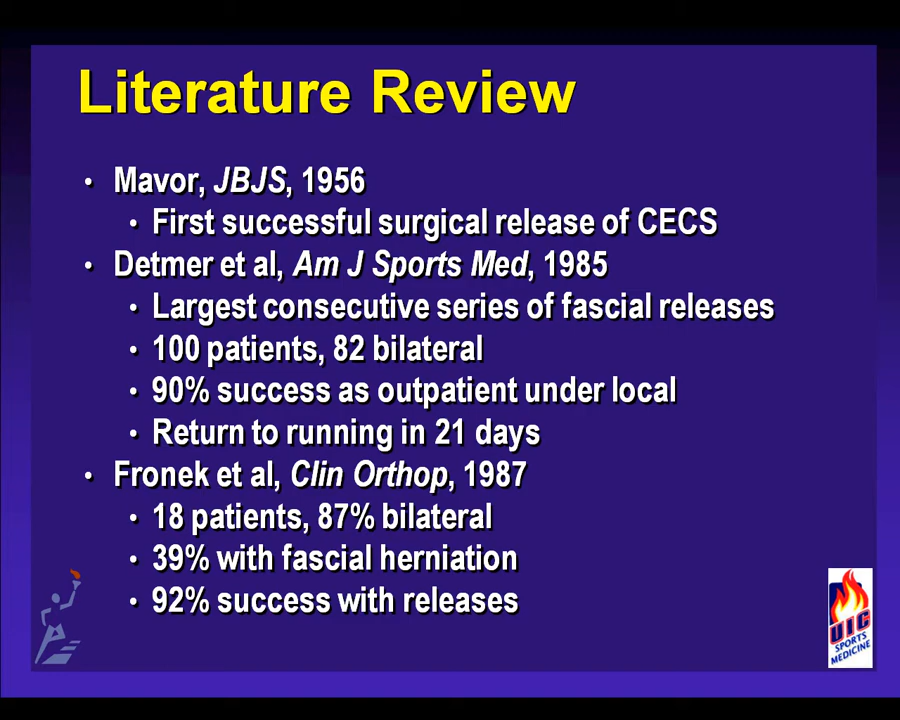 Literature Review
• Mavor, JBJS, 1956
• First successful surgical release of CECS
• Detmer et al, Am J Sports Med, 1985
• Largest consecutive series of fascial releases
• 100 patients, 82 bilateral
• 90% success as outpatient under local
• Return to running in 21 days
• Fronek et al, Clin Orthop, 1987
• 18 patients, 87% bilateral
• 39% with fascial herniation
• 92% success with releases
UIC
SPORTS
MEDICINE